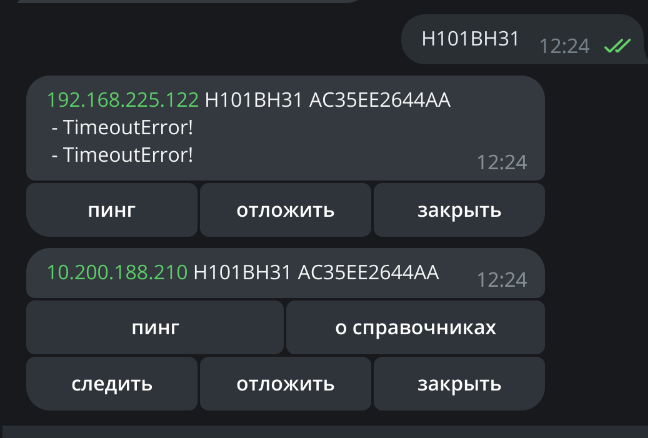 H101BH31 12:24
192.168.225.122 H101BH31 AC35EE2644AA
- TimeoutError!
- TimeoutError!
12:24
пинг отложить закрыть
10.200.188.210 H101BH31 AC35EE2644AA 12:24
пинг о справочниках
следить отложить закрыть